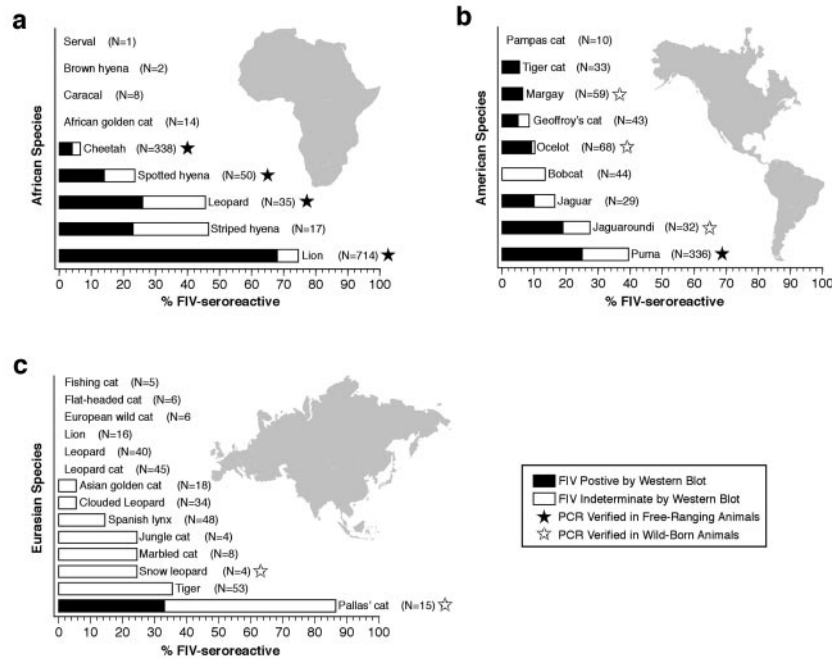 a
African Species
Serval (N=1)
Brown hyena (N=2)
Caracal (N=8)
African golden cat (N=14)
Cheetah (N=338)
Spotted hyena (N=50)
Leopard (N=35)
Striped hyena (N=17)
Lion (N=714)
0 10 20 30 40 50 60 70 80 90 100
% FIV-seroreactive
b
American Species
Pampas cat (N=10)
Tiger cat (N=33)
Margay (N=59)
Geoffroy's cat (N=43)
Ocelot (N=68)
Bobcat (N=44)
Jaguar (N=29)
Jaguaroundi (N=32)
Puma (N=336)
0 10 20 30 40 50 60 70 80 90 100
% FIV-seroreactive
c
Eurasian Species
Fishing cat (N=5)
Flat-headed cat (N=6)
European wild cat (N=6
Lion (N=16)
Leopard (N=40)
Leopard cat (N=45)
Asian golden cat (N=18)
Clouded Leopard (N=34)
Spanish lynx (N=48)
Jungle cat (N=4)
Marbled cat (N=8)
Snow leopard (N=4)
Tiger (N=53)
Pallas' cat (N=15)
0 10 20 30 40 50 60 70 80 90 100
% FIV-seroreactive
FIV Postive by Western Blot
FIV Indeterminate by Western Blot
PCR Verified in Free-Ranging Animals
PCR Verified in Wild-Born Animals